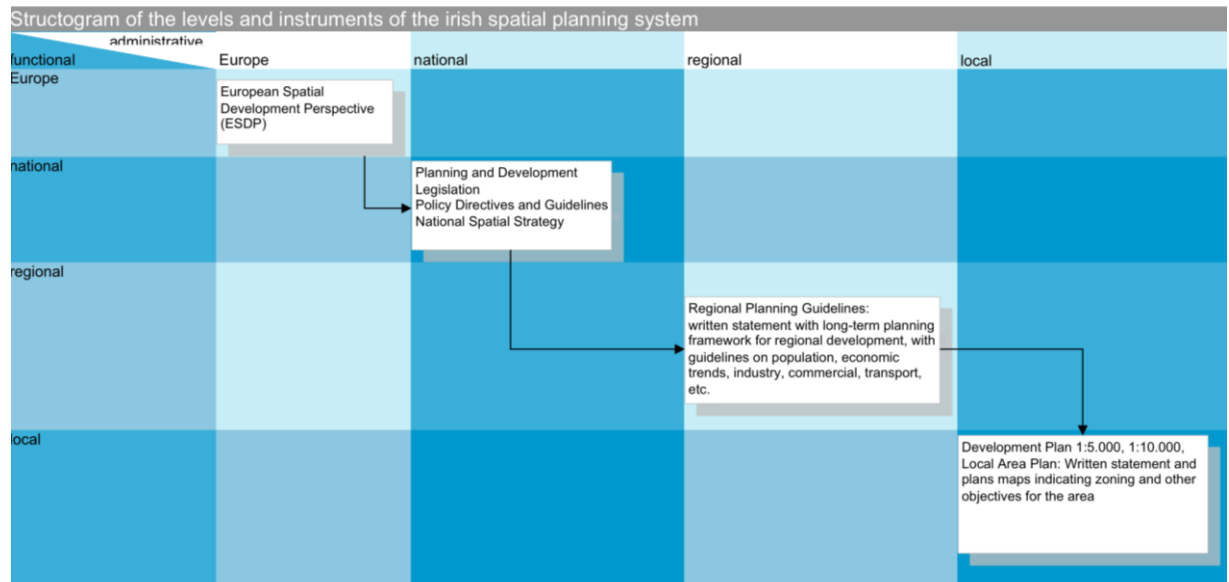 Structogram of the levels and instruments of the irish spatial planning system
administrative
functional
Europe
national
regional
local
Europe
European Spatial
Development Perspective
(ESDP)
national
Planning and Development
Legislation
Policy Directives and Guidelines
National Spatial Strategy
regional
Regional Planning Guidelines:
written statement with long-term planning
framework for regional development, with
guidelines on population, economic
trends, industry, commercial, transport,
etc.
local
Development Plan 1:5.000, 1:10.000,
Local Area Plan: Written statement and
plans maps indicating zoning and other
objectives for the area